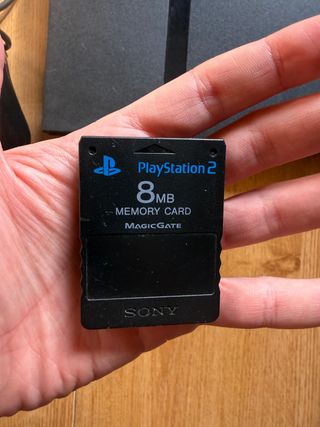 PlayStation 2
8MB
MEMORY CARD
MAGICGATE
SONY